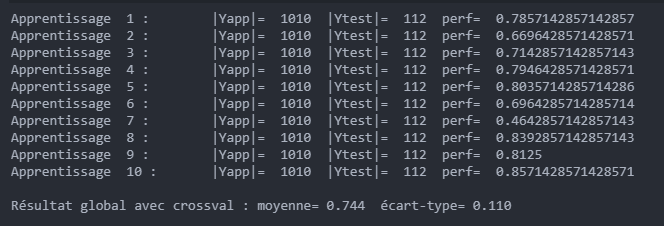 Apprentissage 1 : |Yapp|= 1010 |Ytest|= 112 perf= 0.7857142857142857
Apprentissage 2 : |Yapp|= 1010 |Ytest|= 112 perf= 0.6696428571428571
Apprentissage 3 : |Yapp|= 1010 |Ytest|= 112 perf= 0.7142857142857143
Apprentissage 4 : |Yapp|= 1010 |Ytest|= 112 perf= 0.7946428571428571
Apprentissage 5 : |Yapp|= 1010 |Ytest|= 112 perf= 0.8035714285714286
Apprentissage 6 : |Yapp|= 1010 |Ytest|= 112 perf= 0.6964285714285714
Apprentissage 7 : |Yapp|= 1010 |Ytest|= 112 perf= 0.4642857142857143
Apprentissage 8 : |Yapp|= 1010 |Ytest|= 112 perf= 0.8392857142857143
Apprentissage 9 : |Yapp|= 1010 |Ytest|= 112 perf= 0.8125
Apprentissage 10 : |Yapp|= 1010 |Ytest|= 112 perf= 0.8571428571428571
Résultat global avec crossval : moyenne= 0.744 écart-type= 0.110